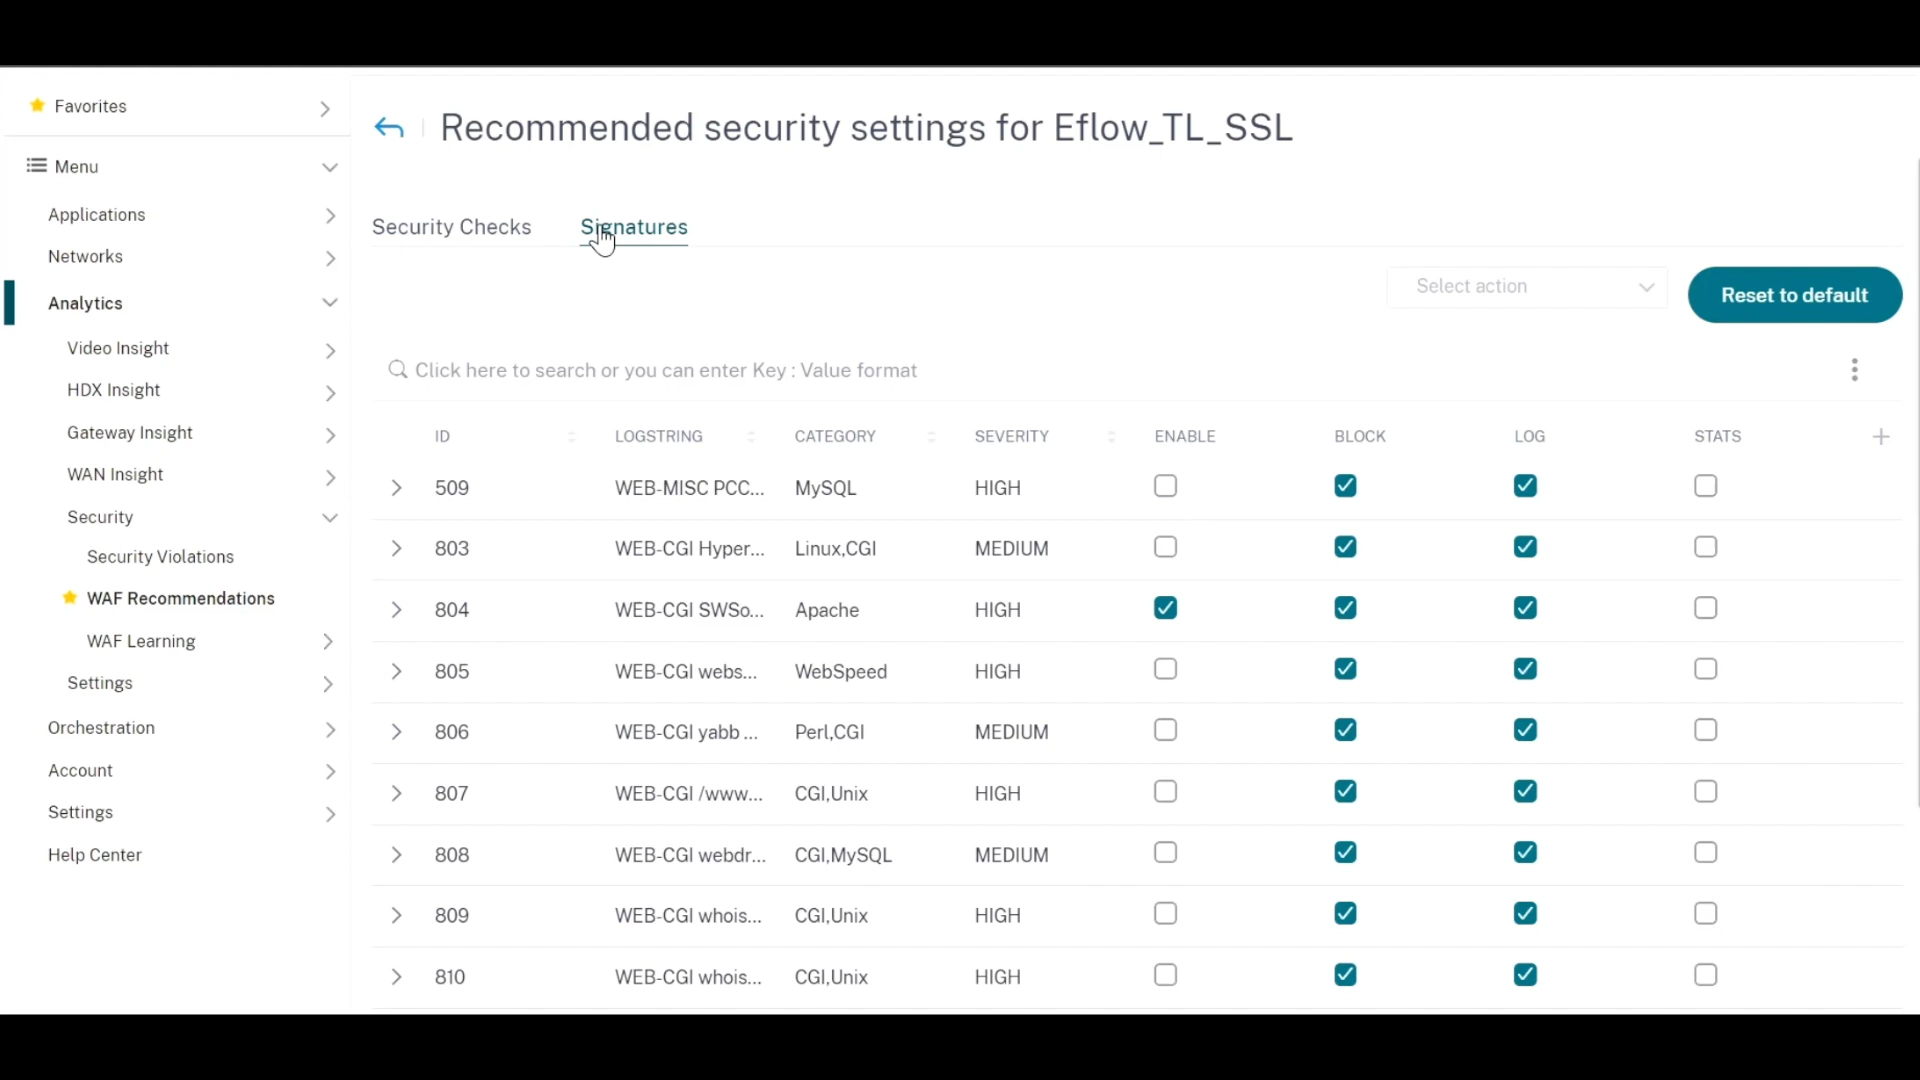 Favorites
Menu
Applications
Networks
Analytics
Video Insight
HDX Insight
Gateway Insight
WAN Insight
Security
Security Violations
WAF Recommendations
WAF Learning
Settings
Orchestration
Account
Settings
Help Center
Recommended security settings for Eflow_TL_SSL
Security Checks Signatures
Select action Reset to default
Click here to search or you can enter Key : Value format
ID LOGSTRING CATEGORY SEVERITY ENABLE BLOCK LOG STATS
509 WEB-MISC PCC... MySQL HIGH
803 WEB-CGI Hyper... Linux,CGI MEDIUM
804 WEB-CGI SWSo... Apache HIGH
805 WEB-CGI webs... WebSpeed HIGH
806 WEB-CGI yabb ... Perl,CGI MEDIUM
807 WEB-CGI /www... CGI,Unix HIGH
808 WEB-CGI webdr... CGI,MySQL MEDIUM
809 WEB-CGI whois... CGI,Unix HIGH
810 WEB-CGI whois... CGI,Unix HIGH